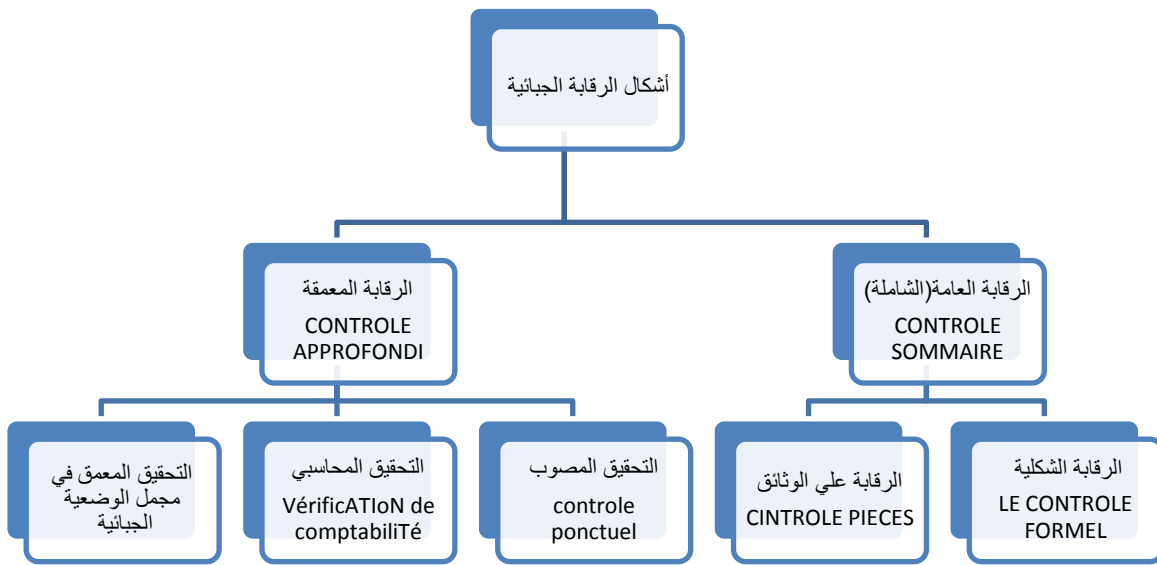 أشكال الرقابة الجبائية
الرقابة العامة(الشاملة)
CONTROLE
SOMMAIRE
الرقابة المعمقة
CONTROLE
APPROFONDI
الرقابة الشكلية
LE CONTROLE
FORMEL
الرقابة علي الوثائق
CINTROLE PIECES
التحقيق المصوب
controle
ponctuel
التحقيق المحاسبي
VérificATIoN de
comptabiliTé
التحقيق المعمق في
مجمل الوضعية
الجبائية